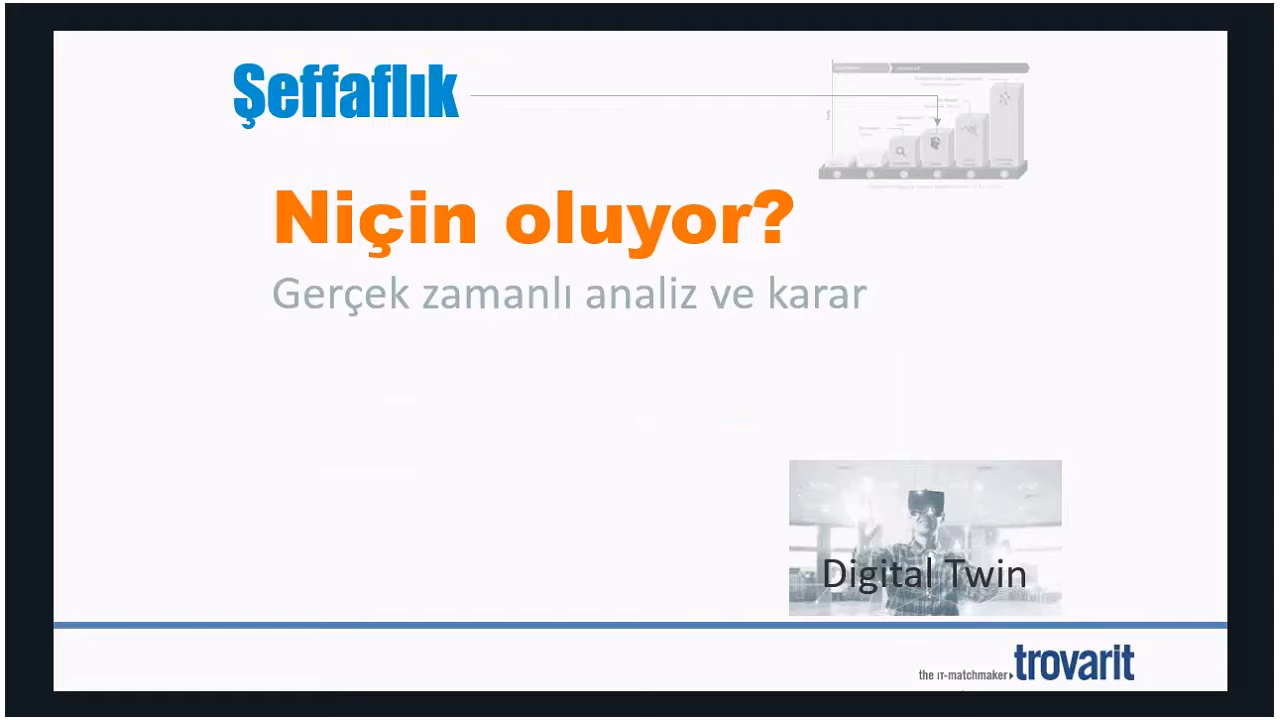 Şeffaflık
Niçin oluyor?
Gerçek zamanlı analiz ve karar
Digital Twin
the IT-matchmaker trovarit